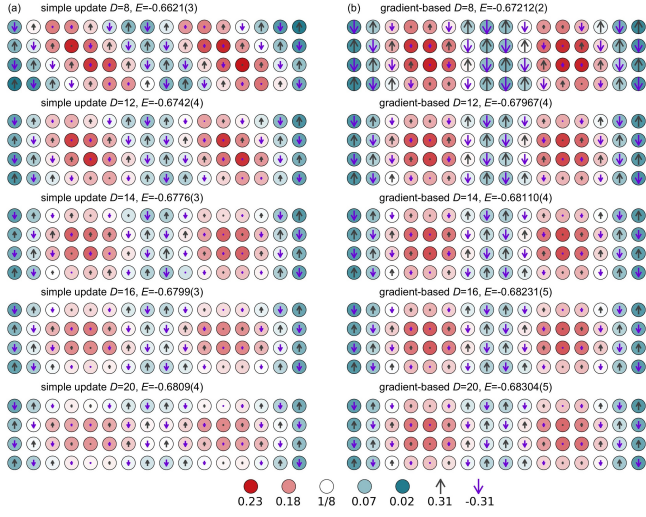 (a) simple update D=8, E=-0.6621(3)
(b) gradient-based D=8, E=-0.67212(2)
simple update D=12, E=-0.6742(4)
gradient-based D=12, E=-0.67967(4)
simple update D=14, E=-0.6776(3)
gradient-based D=14, E=-0.68110(4)
simple update D=16, E=-0.6799(3)
gradient-based D=16, E=-0.68231(5)
simple update D=20, E=-0.6809(4)
gradient-based D=20, E=-0.68304(5)
0.23 0.18 1/8 0.07 0.02 0.31 -0.31